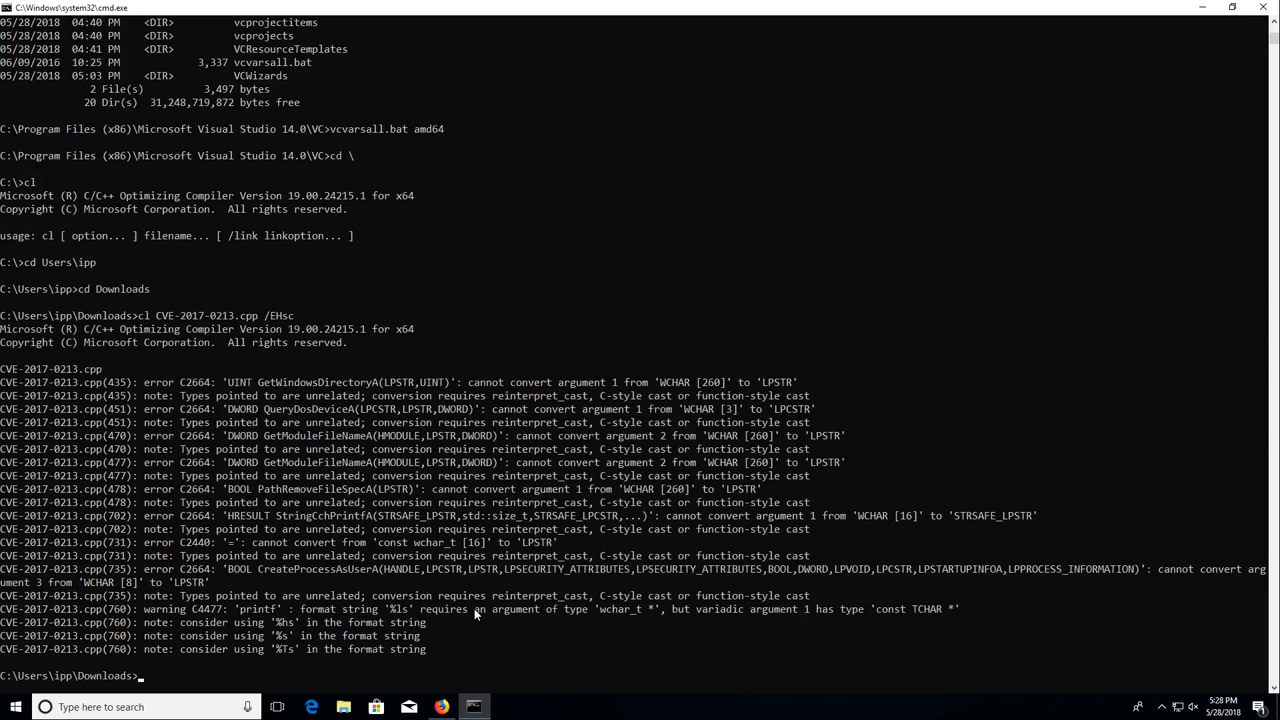 C:\Windows\system32\cmd.exe
05/28/2018  04:40 PM    <DIR>          vcprojectitems
05/28/2018  04:40 PM    <DIR>          vcprojects
05/28/2018  04:41 PM    <DIR>          VCResourceTemplates
06/09/2016  10:25 PM             3,337 vcvarsall.bat
05/28/2018  05:03 PM    <DIR>          VCWizards
2 File(s)          3,497 bytes
20 Dir(s)  31,248,719,872 bytes free
C:\Program Files (x86)\Microsoft Visual Studio 14.0\VC>vcvarsall.bat amd64
C:\Program Files (x86)\Microsoft Visual Studio 14.0\VC>cd \
C:\>cl
Microsoft (R) C/C++ Optimizing Compiler Version 19.00.24215.1 for x64
Copyright (C) Microsoft Corporation.  All rights reserved.
usage: cl [ option... ] filename... [ /link linkoption... ]
C:\>cd Users\ipp
C:\Users\ipp>cd Downloads
C:\Users\ipp\Downloads>cl CVE-2017-0213.cpp /EHsc
Microsoft (R) C/C++ Optimizing Compiler Version 19.00.24215.1 for x64
Copyright (C) Microsoft Corporation.  All rights reserved.
CVE-2017-0213.cpp
CVE-2017-0213.cpp(435): error C2664: 'UINT GetWindowsDirectoryA(LPSTR,UINT)': cannot convert argument 1 from 'WCHAR [260]' to 'LPSTR'
CVE-2017-0213.cpp(435): note: Types pointed to are unrelated; conversion requires reinterpret_cast, C-style cast or function-style cast
CVE-2017-0213.cpp(451): error C2664: 'DWORD QueryDosDeviceA(LPCSTR,LPSTR,DWORD)': cannot convert argument 1 from 'WCHAR [3]' to 'LPCSTR'
CVE-2017-0213.cpp(451): note: Types pointed to are unrelated; conversion requires reinterpret_cast, C-style cast or function-style cast
CVE-2017-0213.cpp(470): error C2664: 'DWORD GetModuleFileNameA(HMODULE,LPSTR,DWORD)': cannot convert argument 2 from 'WCHAR [260]' to 'LPSTR'
CVE-2017-0213.cpp(470): note: Types pointed to are unrelated; conversion requires reinterpret_cast, C-style cast or function-style cast
CVE-2017-0213.cpp(477): error C2664: 'DWORD GetModuleFileNameA(HMODULE,LPSTR,DWORD)': cannot convert argument 2 from 'WCHAR [260]' to 'LPSTR'
CVE-2017-0213.cpp(477): note: Types pointed to are unrelated; conversion requires reinterpret_cast, C-style cast or function-style cast
CVE-2017-0213.cpp(478): error C2664: 'BOOL PathRemoveFileSpecA(LPSTR)': cannot convert argument 1 from 'WCHAR [260]' to 'LPSTR'
CVE-2017-0213.cpp(478): note: Types pointed to are unrelated; conversion requires reinterpret_cast, C-style cast or function-style cast
CVE-2017-0213.cpp(702): error C2664: 'HRESULT StringCchPrintfA(STRSAFE_LPSTR,std::size_t,STRSAFE_LPCSTR,...)': cannot convert argument 1 from 'WCHAR [16]' to 'STRSAFE_LPSTR'
CVE-2017-0213.cpp(702): note: Types pointed to are unrelated; conversion requires reinterpret_cast, C-style cast or function-style cast
CVE-2017-0213.cpp(731): error C2440: '=': cannot convert from 'const wchar_t [16]' to 'LPSTR'
CVE-2017-0213.cpp(731): note: Types pointed to are unrelated; conversion requires reinterpret_cast, C-style cast or function-style cast
CVE-2017-0213.cpp(735): error C2664: 'BOOL CreateProcessAsUserA(HANDLE,LPCSTR,LPSTR,LPSECURITY_ATTRIBUTES,LPSECURITY_ATTRIBUTES,BOOL,DWORD,LPVOID,LPCSTR,LPSTARTUPINFOA,LPPROCESS_INFORMATION)': cannot convert arg
ument 3 from 'WCHAR [8]' to 'LPSTR'
CVE-2017-0213.cpp(735): note: Types pointed to are unrelated; conversion requires reinterpret_cast, C-style cast or function-style cast
CVE-2017-0213.cpp(760): warning C4477: 'printf' : format string '%ls' requires an argument of type 'wchar_t *', but variadic argument 1 has type 'const TCHAR *'
CVE-2017-0213.cpp(760): note: consider using '%hs' in the format string
CVE-2017-0213.cpp(760): note: consider using '%s' in the format string
CVE-2017-0213.cpp(760): note: consider using '%Ts' in the format string
C:\Users\ipp\Downloads>
Type here to search
5:28 PM
5/28/2018
1